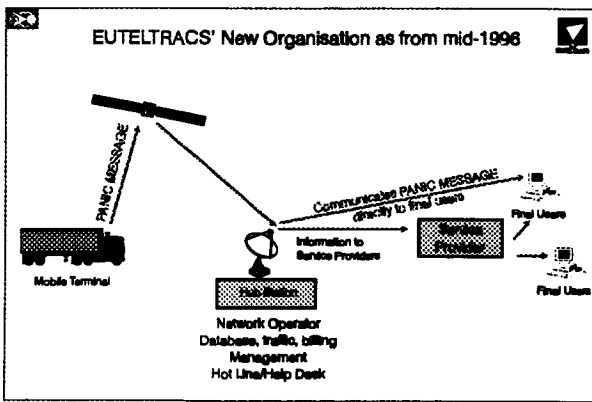 EUTELTRACS' New Organisation as from mid-1996
PANIC MESSAGE
Communicates PANIC MESSAGE
directly to final users
Final Users
Information to
Service Providers
Service
Provider
Mobile Terminal
Hub Station
Final Users
Network Operator
Database, traffic, billing
Management
Hot Line/Help Desk